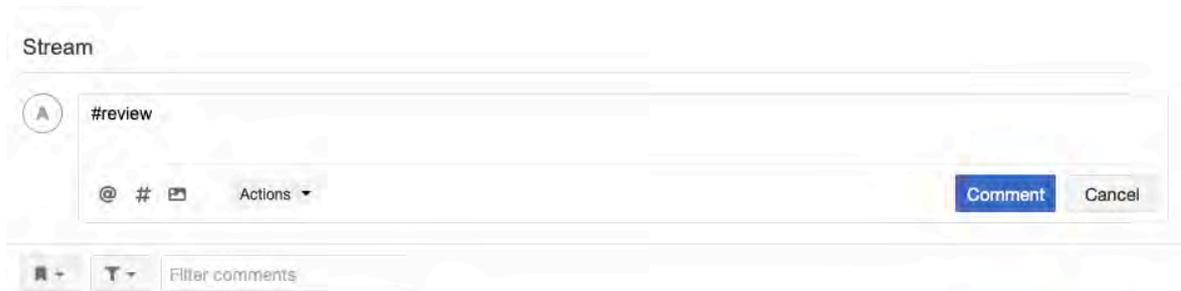 Stream
A
#review
@ # Actions Comment Cancel
Filter comments